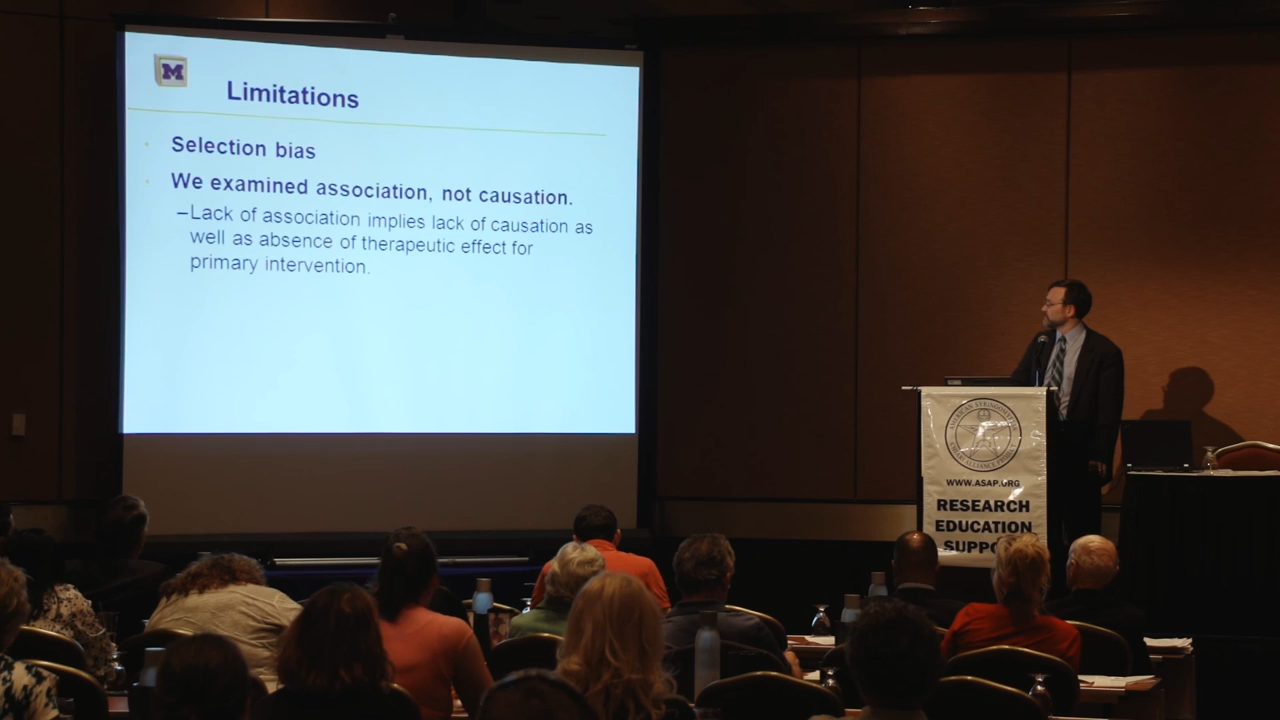 M
Limitations
Selection bias
We examined association, not causation.
–Lack of association implies lack of causation as
well as absence of therapeutic effect for
primary intervention.
WWW.ASAP.ORG
RESEARCH
EDUCATION